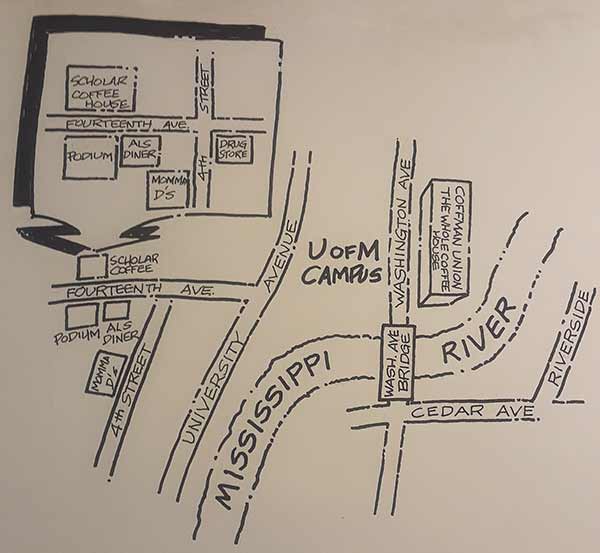 SCHOLAR
COFFEE
HOUSE
STREET
FOURTEENTH AVE.
PODIUM
ALS
DINER
4th
DRUG
STORE
MOMMA
D'S
SCHOLAR
COFFEE
FOURTEENTH AVE.
PODIUM
ALS
DINER
MOMMA
D'S
4th STREET
UNIVERSITY AVENUE
U OF M
CAMPUS
WASHINGTON AVE
COFFMAN UNION
THE WHOLE COFFEE
HOUSE
MISSISSIPPI RIVER
WASH. AVE
BRIDGE
CEDAR AVE
RIVERSIDE